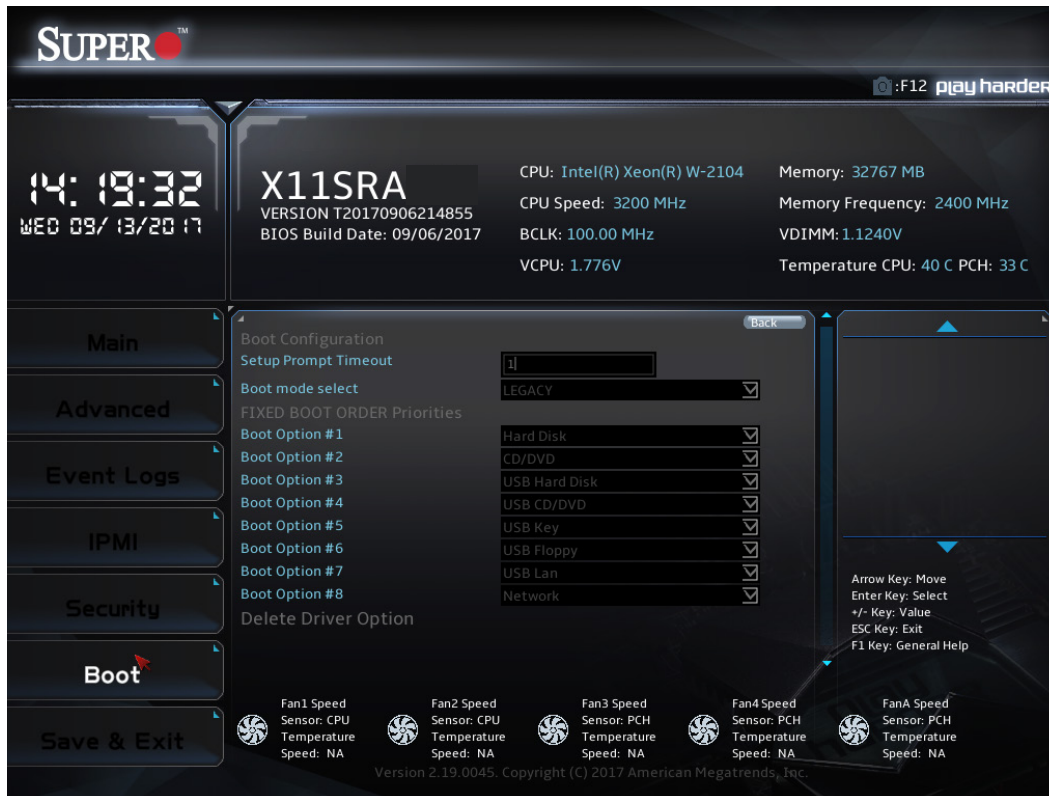 SUPER ™
:F12 play harder
14:19:32
WED 09/13/2017
X11SRA
VERSION T20170906214855
BIOS Build Date: 09/06/2017
CPU: Intel(R) Xeon(R) W-2104
CPU Speed: 3200 MHz
BCLK: 100.00 MHz
VCPU: 1.776V
Memory: 32767 MB
Memory Frequency: 2400 MHz
VDIMM: 1.1240V
Temperature CPU: 40 C PCH: 33 C
Main
Advanced
Event Logs
IPMI
Security
Boot
Save & Exit
Back
Boot Configuration
Setup Prompt Timeout 1
Boot mode select LEGACY
FIXED BOOT ORDER Priorities
Boot Option #1 Hard Disk
Boot Option #2 CD/DVD
Boot Option #3 USB Hard Disk
Boot Option #4 USB CD/DVD
Boot Option #5 USB Key
Boot Option #6 USB Floppy
Boot Option #7 USB Lan
Boot Option #8 Network
Delete Driver Option
Arrow Key: Move
Enter Key: Select
+/- Key: Value
ESC Key: Exit
F1 Key: General Help
Fan1 Speed
Sensor: CPU
Temperature
Speed: NA
Fan2 Speed
Sensor: CPU
Temperature
Speed: NA
Fan3 Speed
Sensor: PCH
Temperature
Speed: NA
Fan4 Speed
Sensor: PCH
Temperature
Speed: NA
FanA Speed
Sensor: PCH
Temperature
Speed: NA
Version 2.19.0045. Copyright (C) 2017 American Megatrends, Inc.